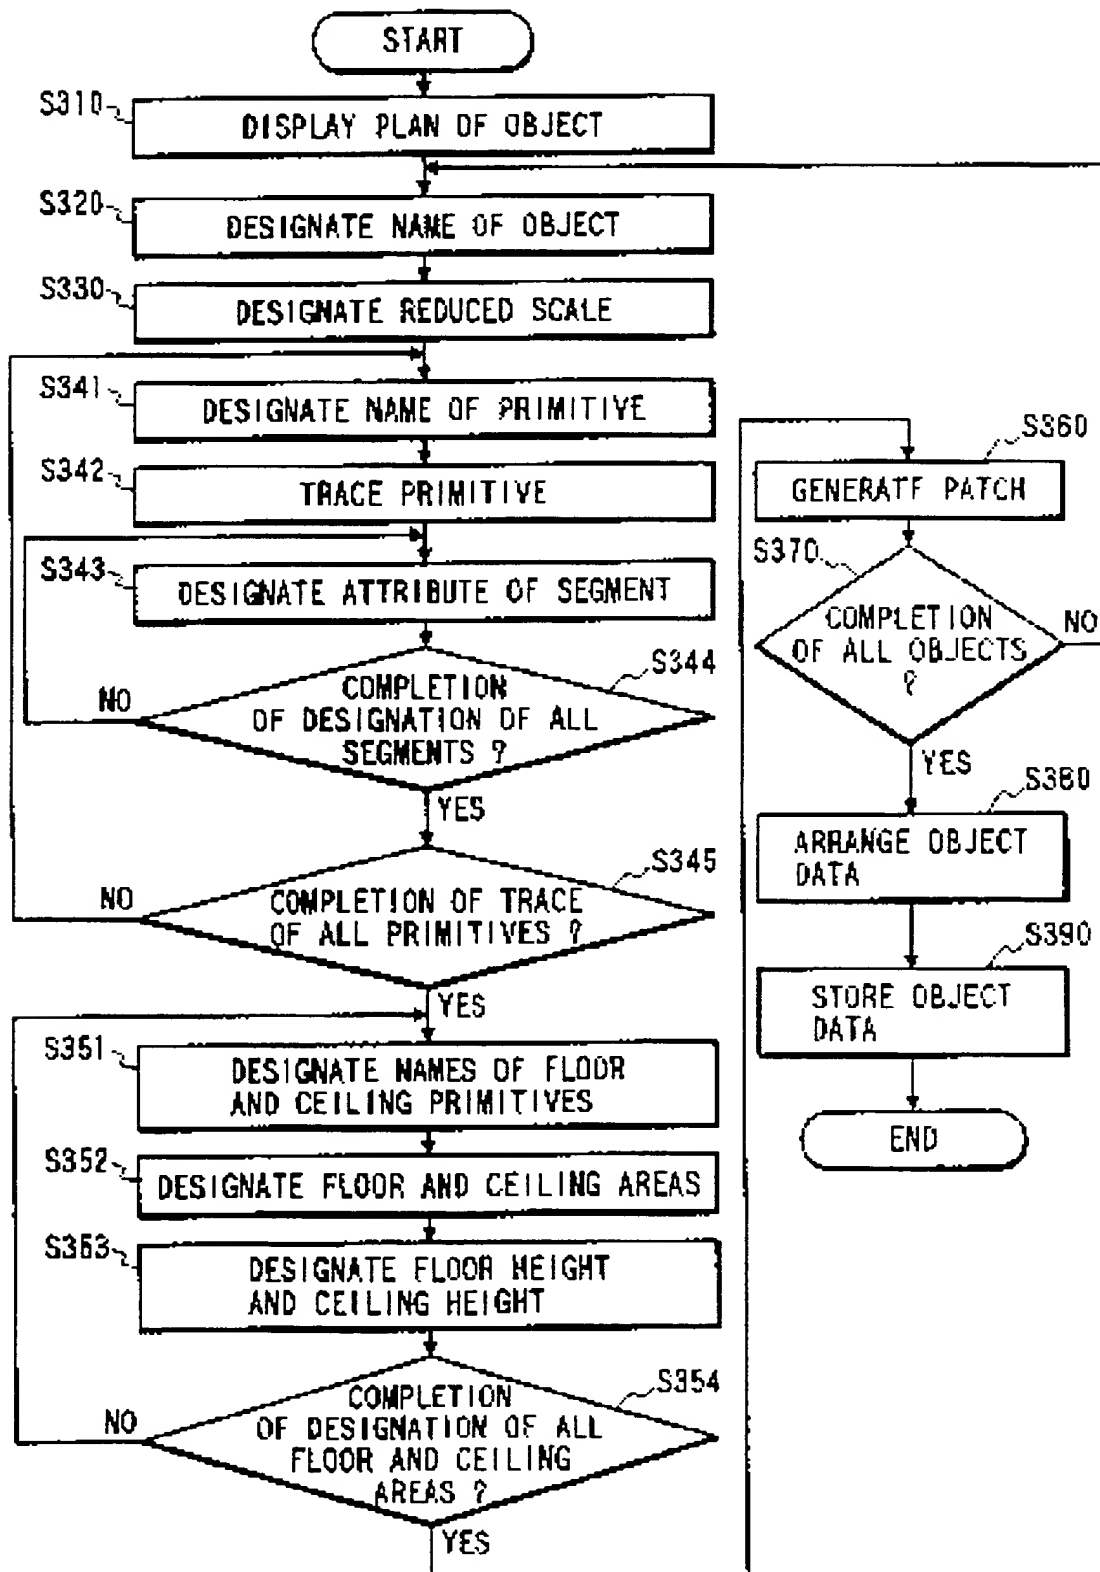 START
S310
DISPLAY PLAN OF OBJECT
S320
DESIGNATE NAME OF OBJECT
S330
DESIGNATE REDUCED SCALE
S341
DESIGNATE NAME OF PRIMITIVE
S342
TRACE PRIMITIVE
S343
DESIGNATE ATTRIBUTE OF SEGMENT
S344
COMPLETION
OF DESIGNATION OF ALL
SEGMENTS ?
NO
YES
S345
COMPLETION OF TRACE
OF ALL PRIMITIVES ?
NO
YES
S351
DESIGNATE NAMES OF FLOOR
AND CEILING PRIMITIVES
S352
DESIGNATE FLOOR AND CEILING AREAS
S353
DESIGNATE FLOOR HEIGHT
AND CEILING HEIGHT
S354
COMPLETION
OF DESIGNATION OF ALL
FLOOR AND CEILING
AREAS ?
NO
YES
S360
GENERATE PATCH
S370
COMPLETION
OF ALL OBJECTS
?
NO
YES
S380
ARRANGE OBJECT
DATA
S390
STORE OBJECT
DATA
END